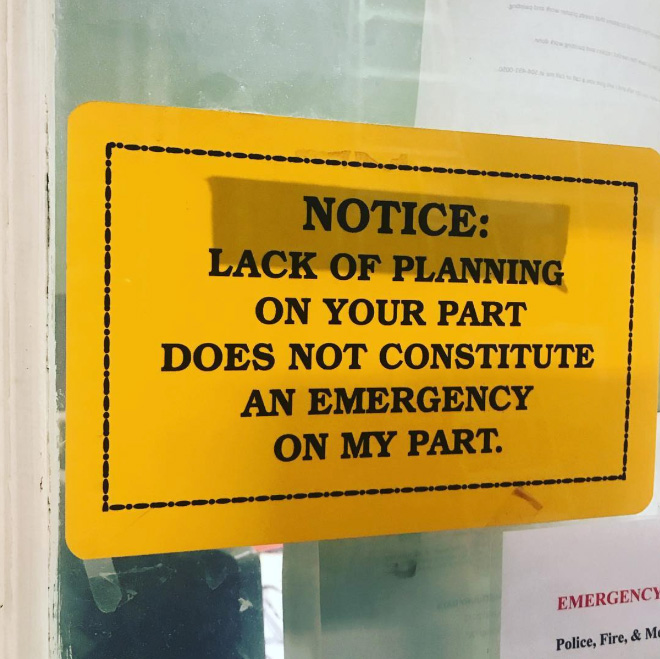 NOTICE:
LACK OF PLANNING
ON YOUR PART
DOES NOT CONSTITUTE
AN EMERGENCY
ON MY PART.
EMERGENCY
Police, Fire, &